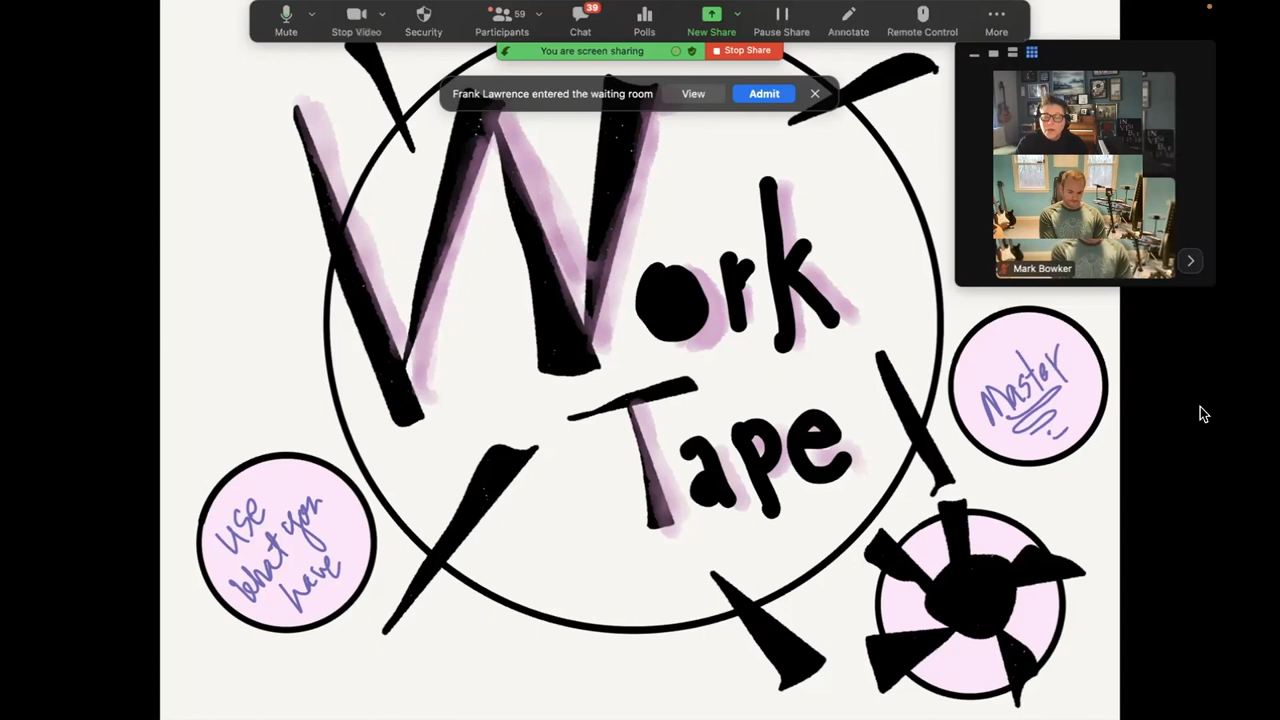 Mute
Stop Video
Security
Participants
59
Chat
39
Polls
New Share
Pause Share
Annotate
Remote Control
More
You are screen sharing
Stop Share
Frank Lawrence entered the waiting room
View
Admit
Mark Bowker
Work
Tape
Master
use
what you
have